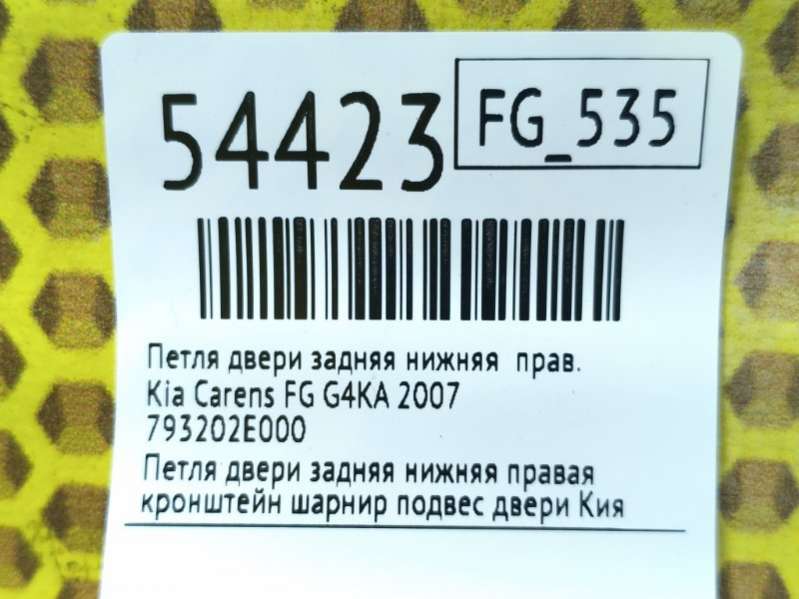 54423
FG_535
Петля двери задняя нижняя прав.
Kia Carens FG G4KA 2007
793202E000
Петля двери задняя нижняя правая
кронштейн шарнир подвес двери Кия